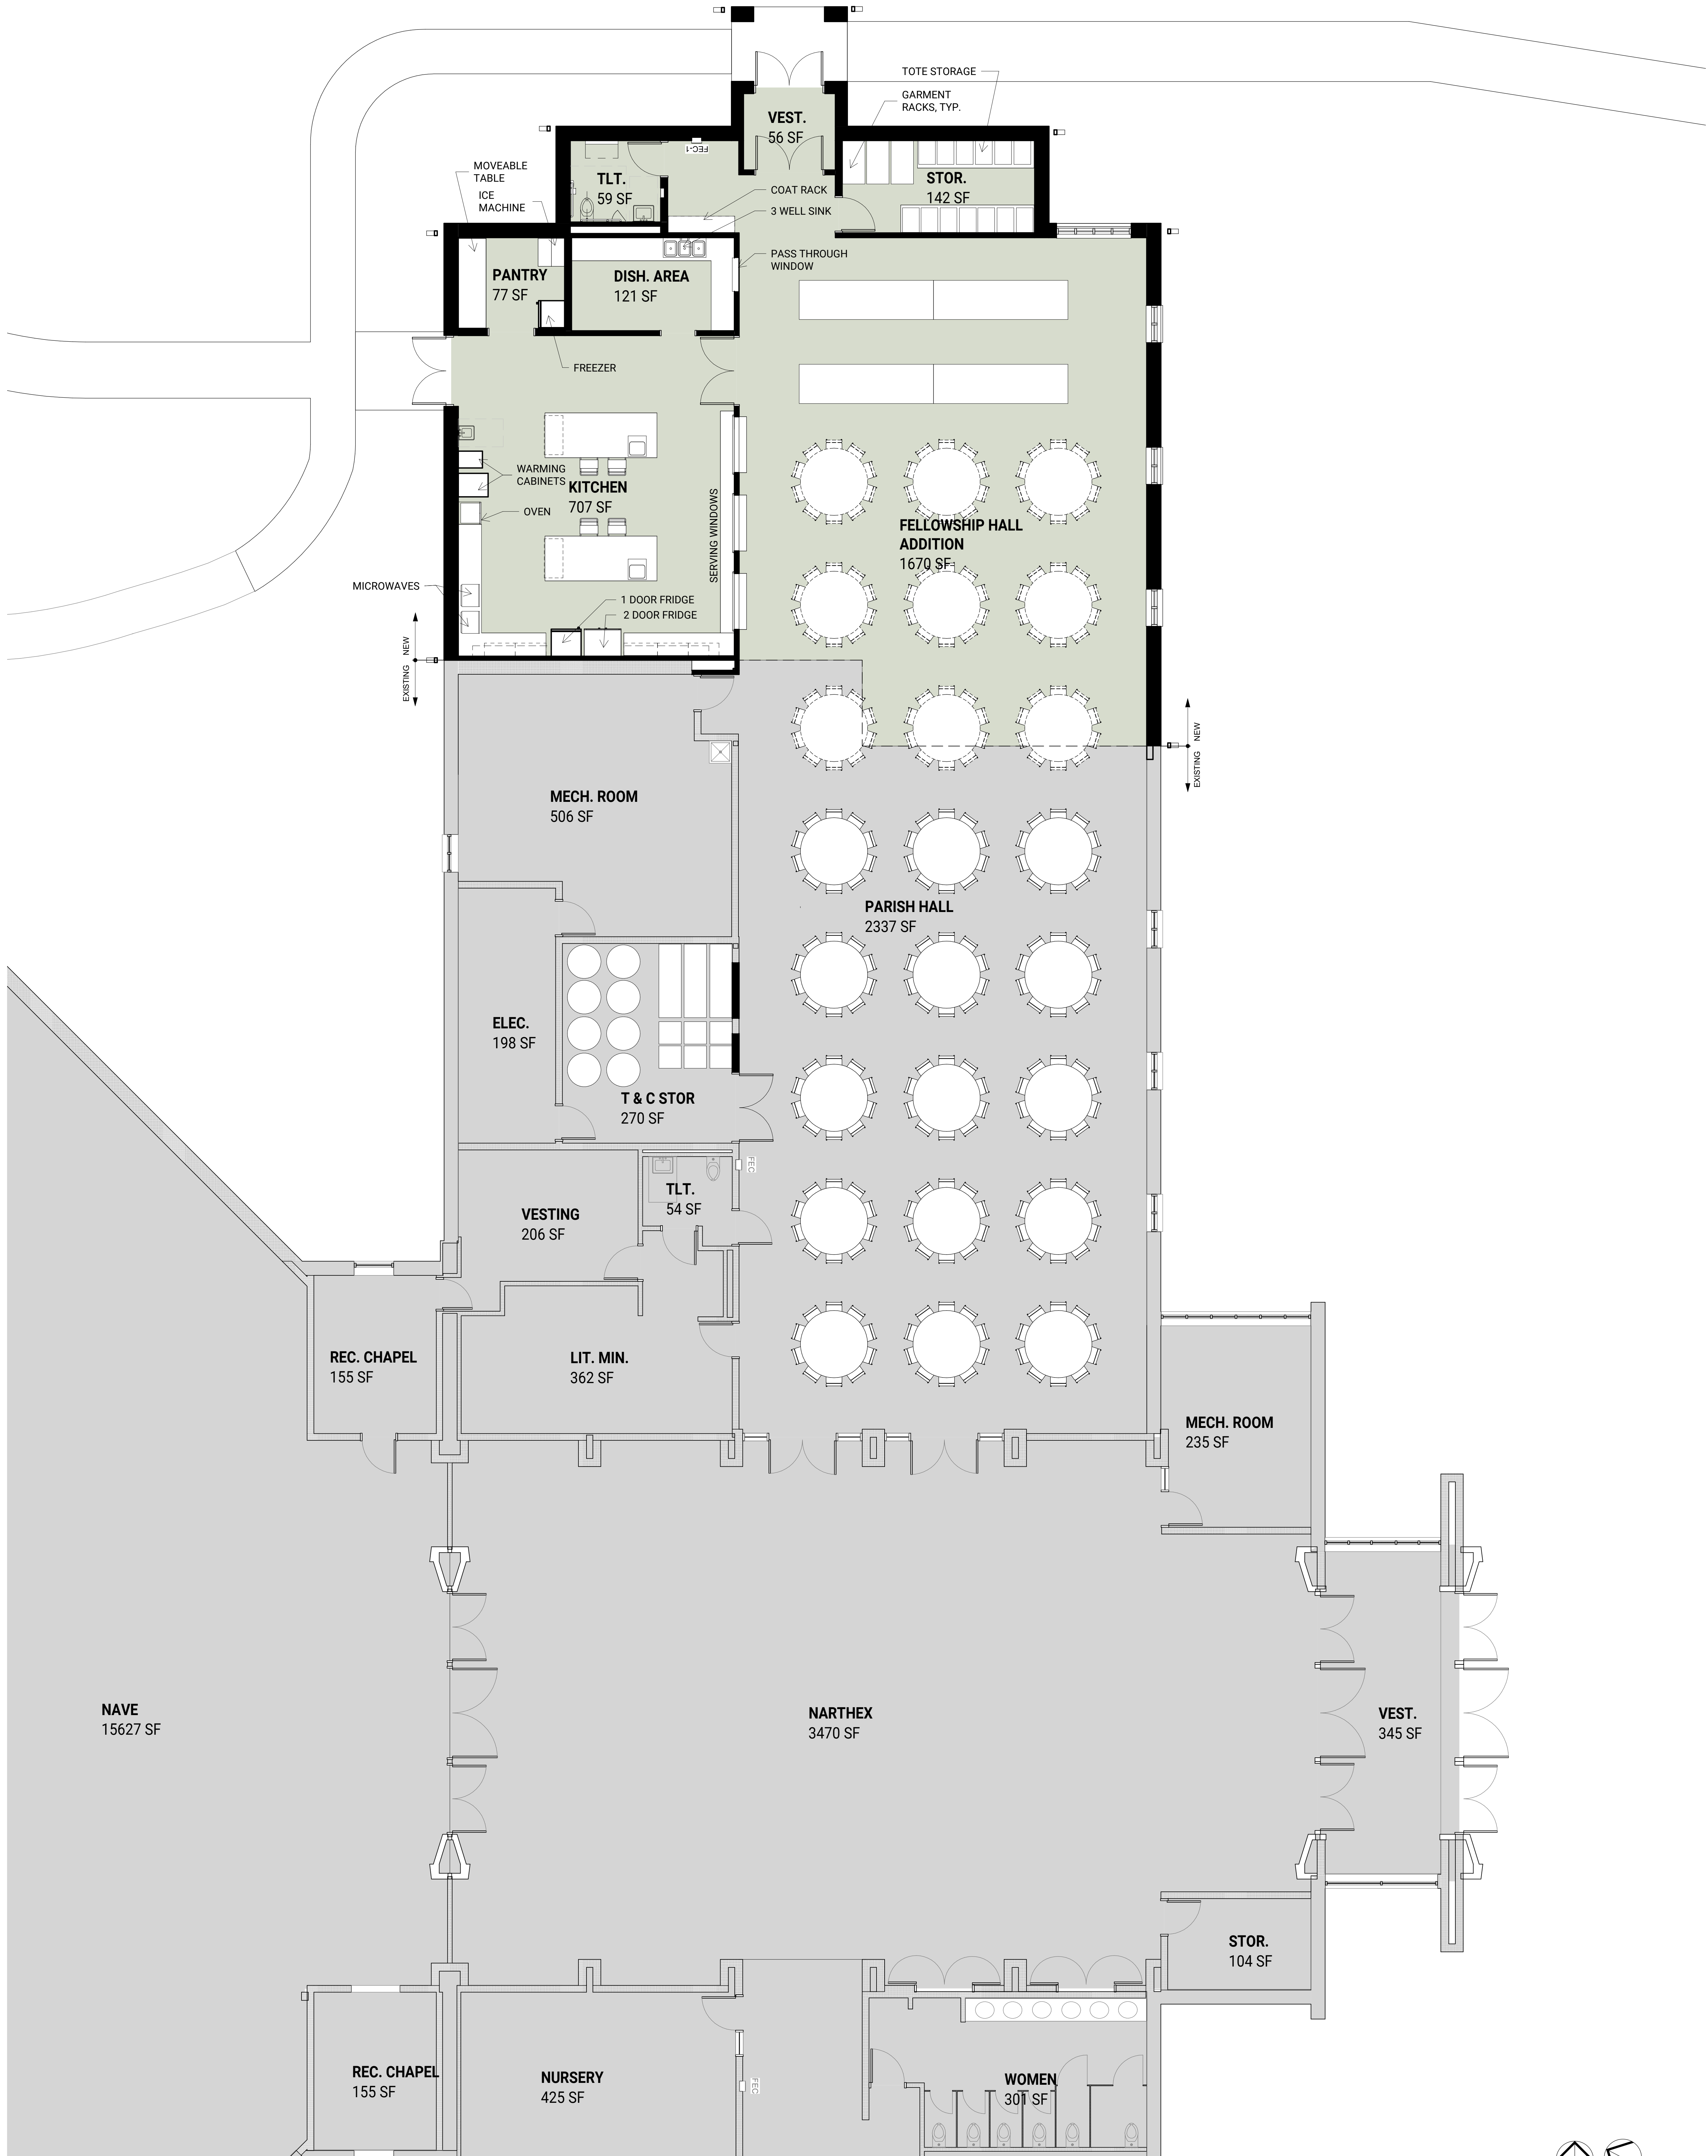 TOTE STORAGE
GARMENT
RACKS, TYP.
VEST.
56 SF
FEC-1
MOVEABLE
TABLE
ICE
MACHINE
TLT.
59 SF
COAT RACK
3 WELL SINK
STOR.
142 SF
PASS THROUGH
WINDOW
PANTRY
77 SF
DISH. AREA
121 SF
FREEZER
WARMING
CABINETS
KITCHEN
707 SF
OVEN
SERVING WINDOWS
FELLOWSHIP HALL
ADDITION
1670 SF
MICROWAVES
1 DOOR FRIDGE
2 DOOR FRIDGE
NEW
EXISTING
NEW
EXISTING
MECH. ROOM
506 SF
PARISH HALL
2337 SF
ELEC.
198 SF
T & C STOR
270 SF
FEC
TLT.
54 SF
VESTING
206 SF
REC. CHAPEL
155 SF
LIT. MIN.
362 SF
MECH. ROOM
235 SF
NAVE
15627 SF
NARTHEX
3470 SF
VEST.
345 SF
STOR.
104 SF
REC. CHAPEL
155 SF
NURSERY
425 SF
FEC
WOMEN
301 SF